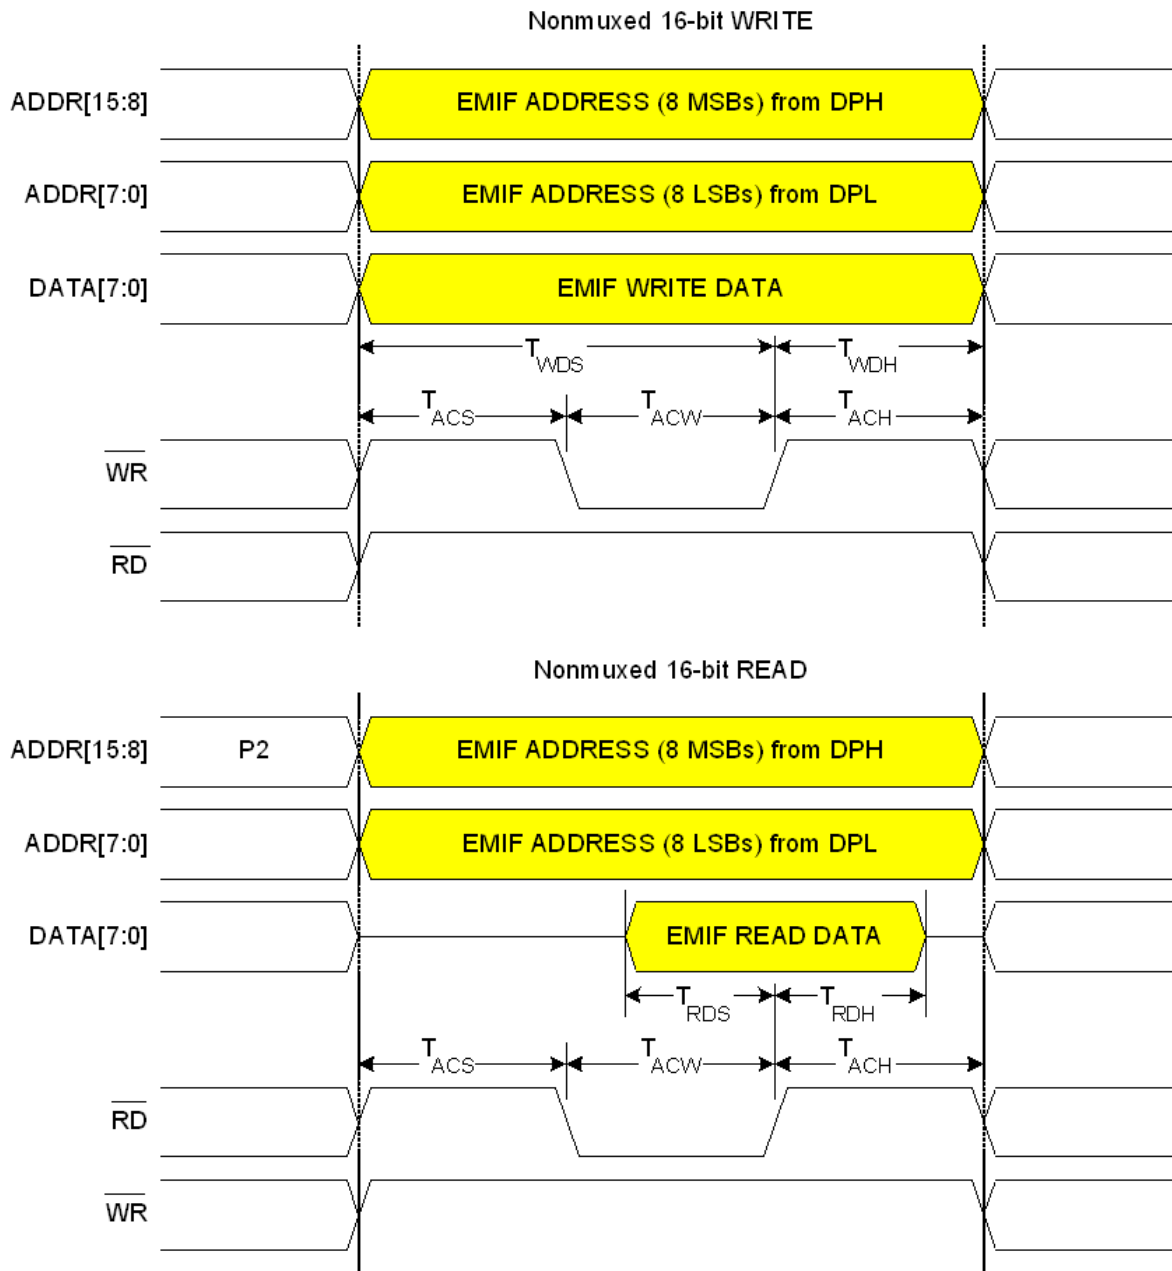 Nonmuxed 16-bit WRITE
ADDR[15:8] EMIF ADDRESS (8 MSBs) from DPH
ADDR[7:0] EMIF ADDRESS (8 LSBs) from DPL
DATA[7:0] EMIF WRITE DATA
TWDS TWDH
TACS TACW TACH
WR
RD
Nonmuxed 16-bit READ
ADDR[15:8] P2 EMIF ADDRESS (8 MSBs) from DPH
ADDR[7:0] EMIF ADDRESS (8 LSBs) from DPL
DATA[7:0] EMIF READ DATA
TRDS TRDH
TACS TACW TACH
RD
WR